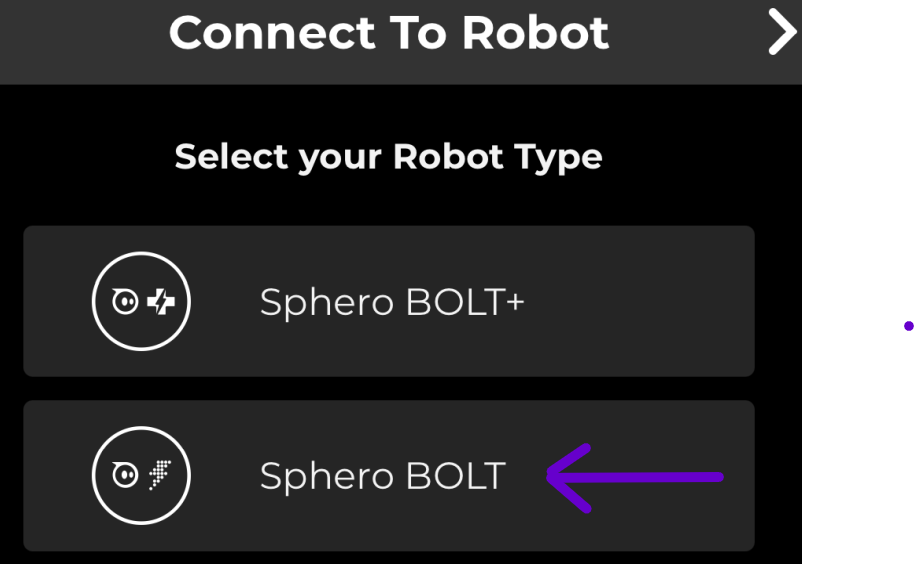 Connect To Robot
Select your Robot Type
Sphero BOLT+
Sphero BOLT